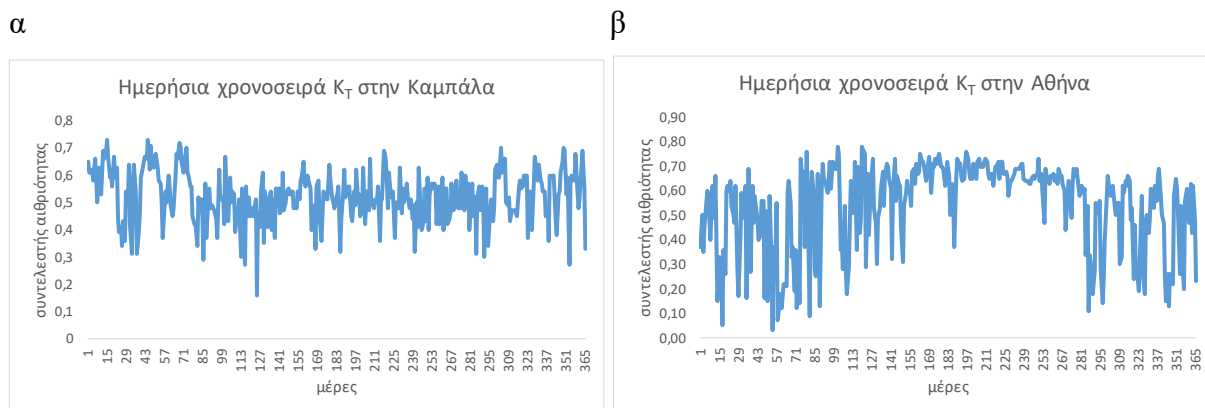 α
β
Ημερήσια χρονοσειρά K_T στην Καμπάλα
συντελεστής αιθριότητας
0,8
0,7
0,6
0,5
0,4
0,3
0,2
0,1
0
1 15 29 43 57 71 85 99 113 127 141 155 169 183 197 211 225 239 253 267 281 295 309 323 337 351 365
μέρες
Ημερήσια χρονοσειρά K_T στην Αθήνα
συντελεστής αιθριότητας
0,90
0,80
0,70
0,60
0,50
0,40
0,30
0,20
0,10
0,00
1 15 29 43 57 71 85 99 113 127 141 155 169 183 197 211 225 239 253 267 281 295 309 323 337 351 365
μέρες